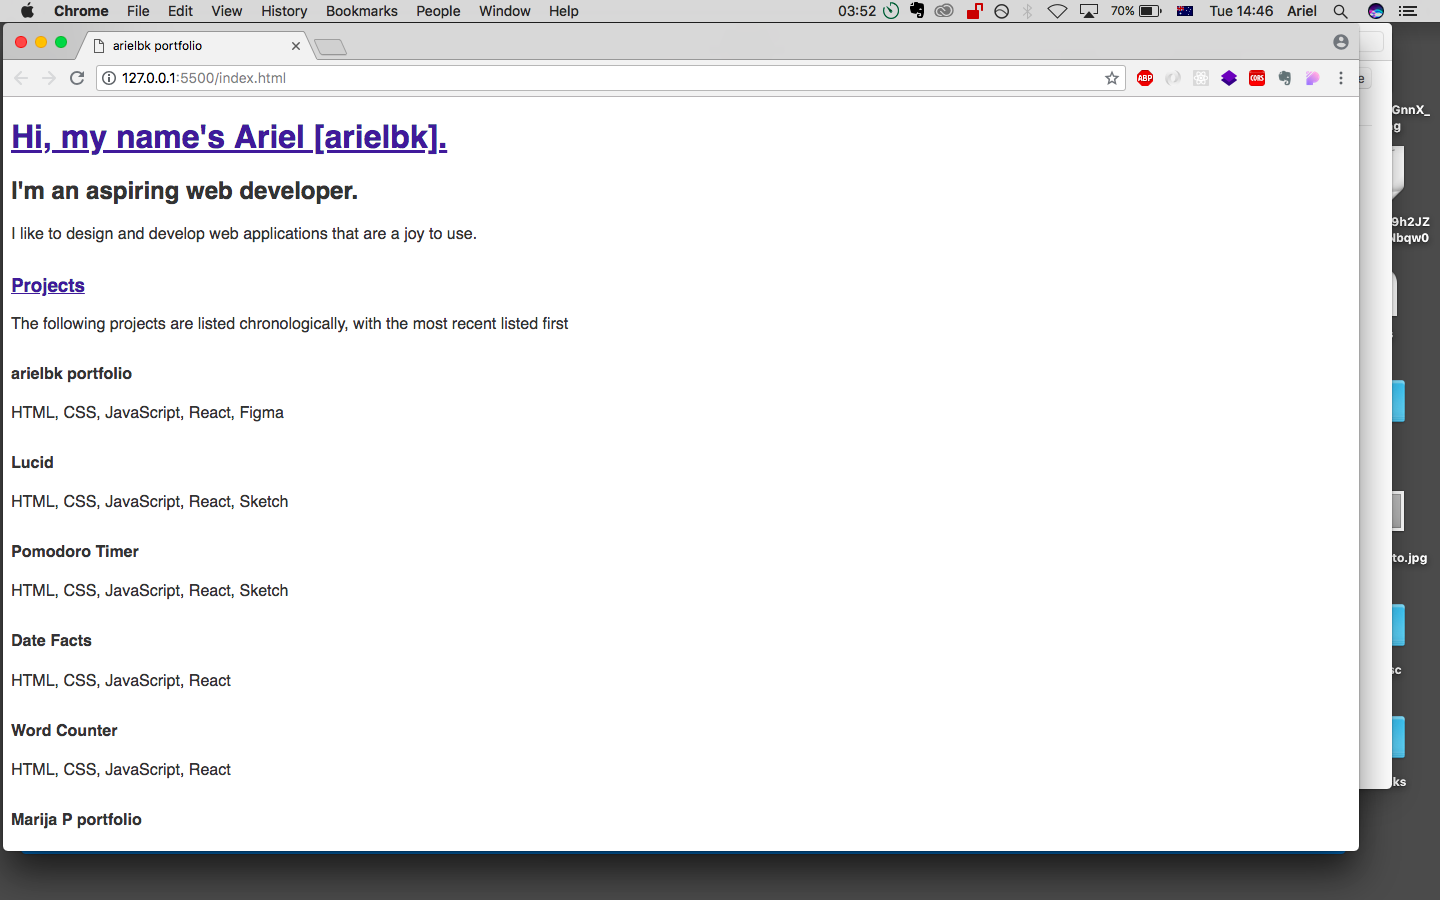 Chrome File Edit View History Bookmarks People Window Help 03:52 70% Tue 14:46 Ariel
arielbk portfolio
127.0.0.1:5500/index.html
ABP
CORS
e
Hi, my name's Ariel [arielbk].
I'm an aspiring web developer.
I like to design and develop web applications that are a joy to use.
Projects
The following projects are listed chronologically, with the most recent listed first
arielbk portfolio
HTML, CSS, JavaScript, React, Figma
Lucid
HTML, CSS, JavaScript, React, Sketch
Pomodoro Timer
HTML, CSS, JavaScript, React, Sketch
Date Facts
HTML, CSS, JavaScript, React
Word Counter
HTML, CSS, JavaScript, React
Marija P portfolio
GnnX_
g
9h2JZ
Nbqw0
to.jpg
sc
ks